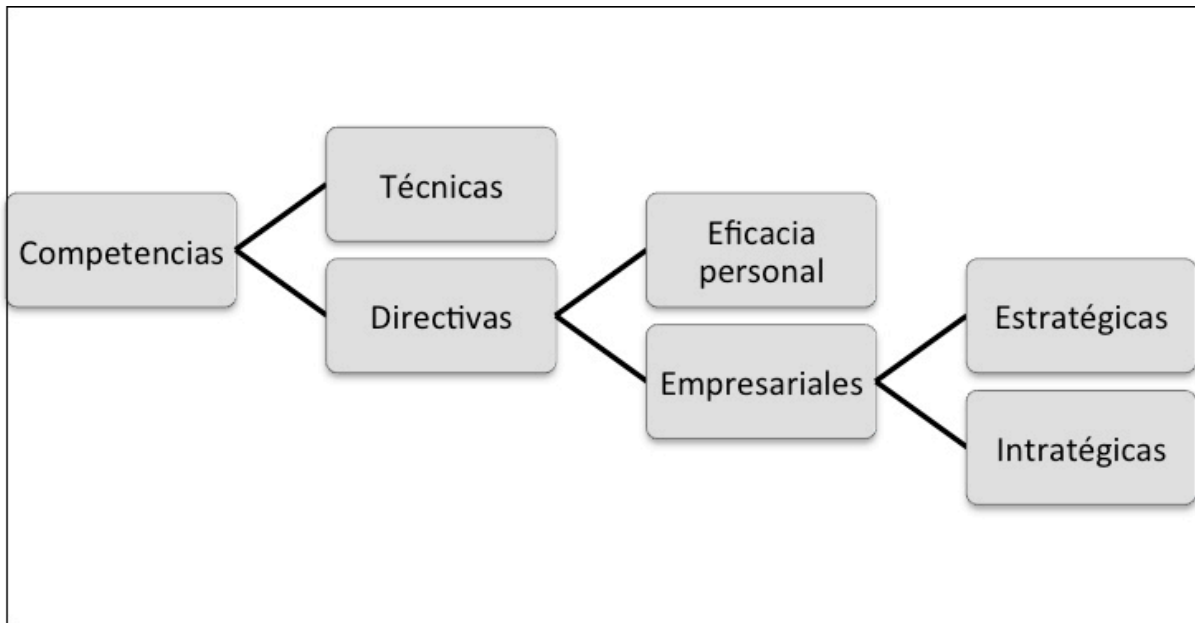 Competencias
Técnicas
Directivas
Eficacia
personal
Empresariales
Estratégicas
Intratégicas